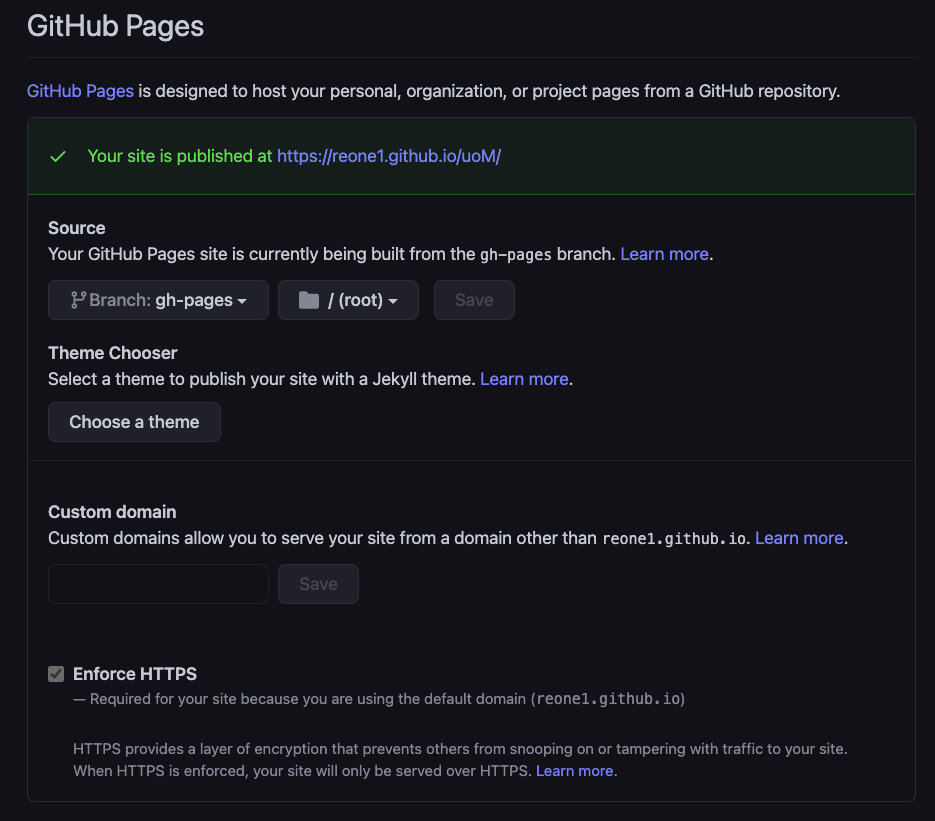 GitHub Pages
GitHub Pages is designed to host your personal, organization, or project pages from a GitHub repository.
Your site is published at https://reone1.github.io/uoM/
Source
Your GitHub Pages site is currently being built from the gh-pages branch. Learn more.
Branch: gh-pages / (root) Save
Theme Chooser
Select a theme to publish your site with a Jekyll theme. Learn more.
Choose a theme
Custom domain
Custom domains allow you to serve your site from a domain other than reone1.github.io. Learn more.
Save
Enforce HTTPS
— Required for your site because you are using the default domain (reone1.github.io)
HTTPS provides a layer of encryption that prevents others from snooping on or tampering with traffic to your site.
When HTTPS is enforced, your site will only be served over HTTPS. Learn more.